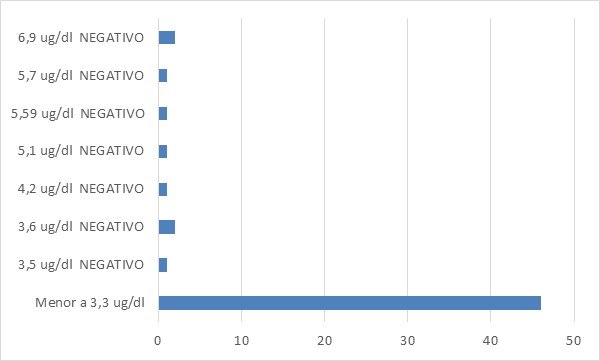 6,9 ug/dl NEGATIVO
5,7 ug/dl NEGATIVO
5,59 ug/dl NEGATIVO
5,1 ug/dl NEGATIVO
4,2 ug/dl NEGATIVO
3,6 ug/dl NEGATIVO
3,5 ug/dl NEGATIVO
Menor a 3,3 ug/dl
0 10 20 30 40 50